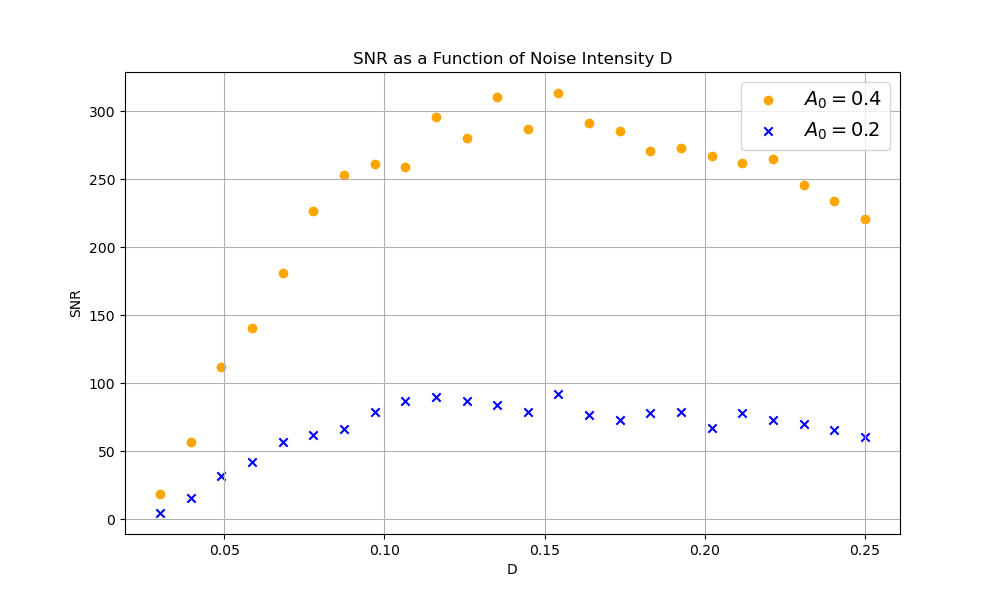 SNR as a Function of Noise Intensity D
A₀ = 0.4
A₀ = 0.2
300
250
200
150
100
50
0
SNR
0.05 0.10 0.15 0.20 0.25
D